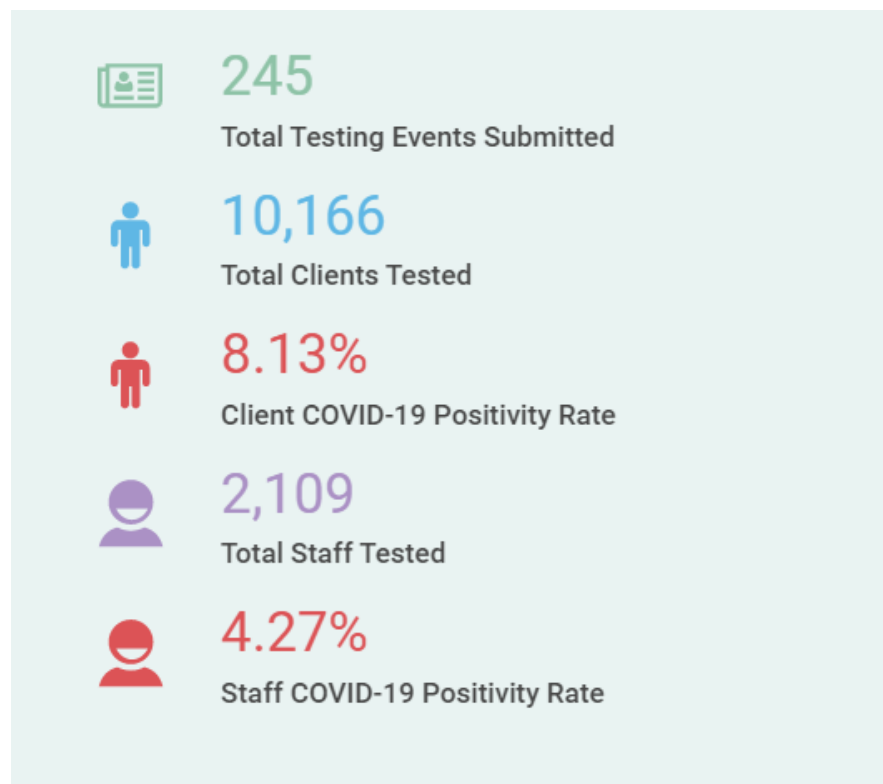 245
Total Testing Events Submitted
10,166
Total Clients Tested
8.13%
Client COVID-19 Positivity Rate
2,109
Total Staff Tested
4.27%
Staff COVID-19 Positivity Rate